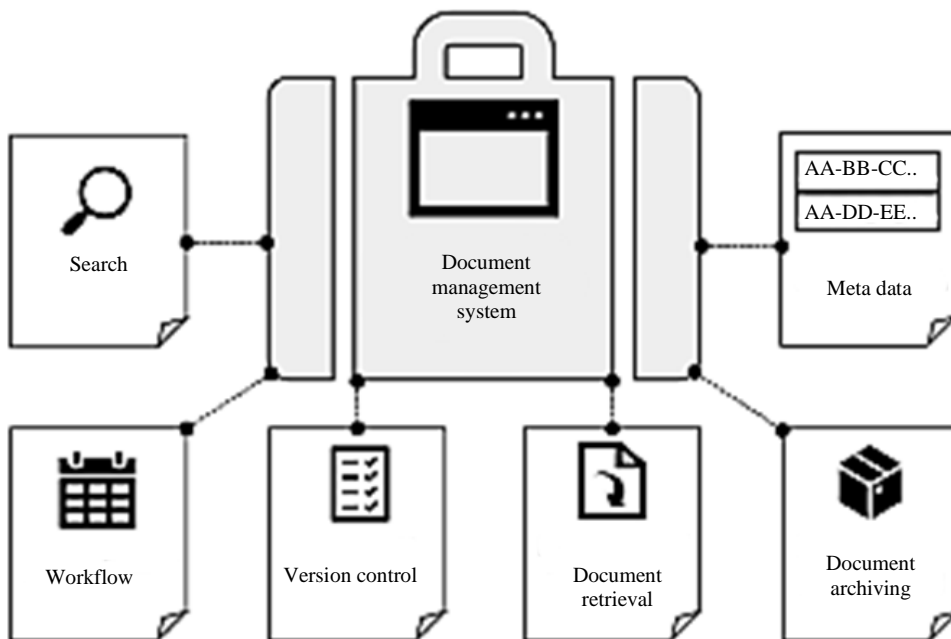 Search
Document
management
system
AA-BB-CC..
AA-DD-EE..
Meta data
Workflow
Version control
Document
retrieval
Document
archiving